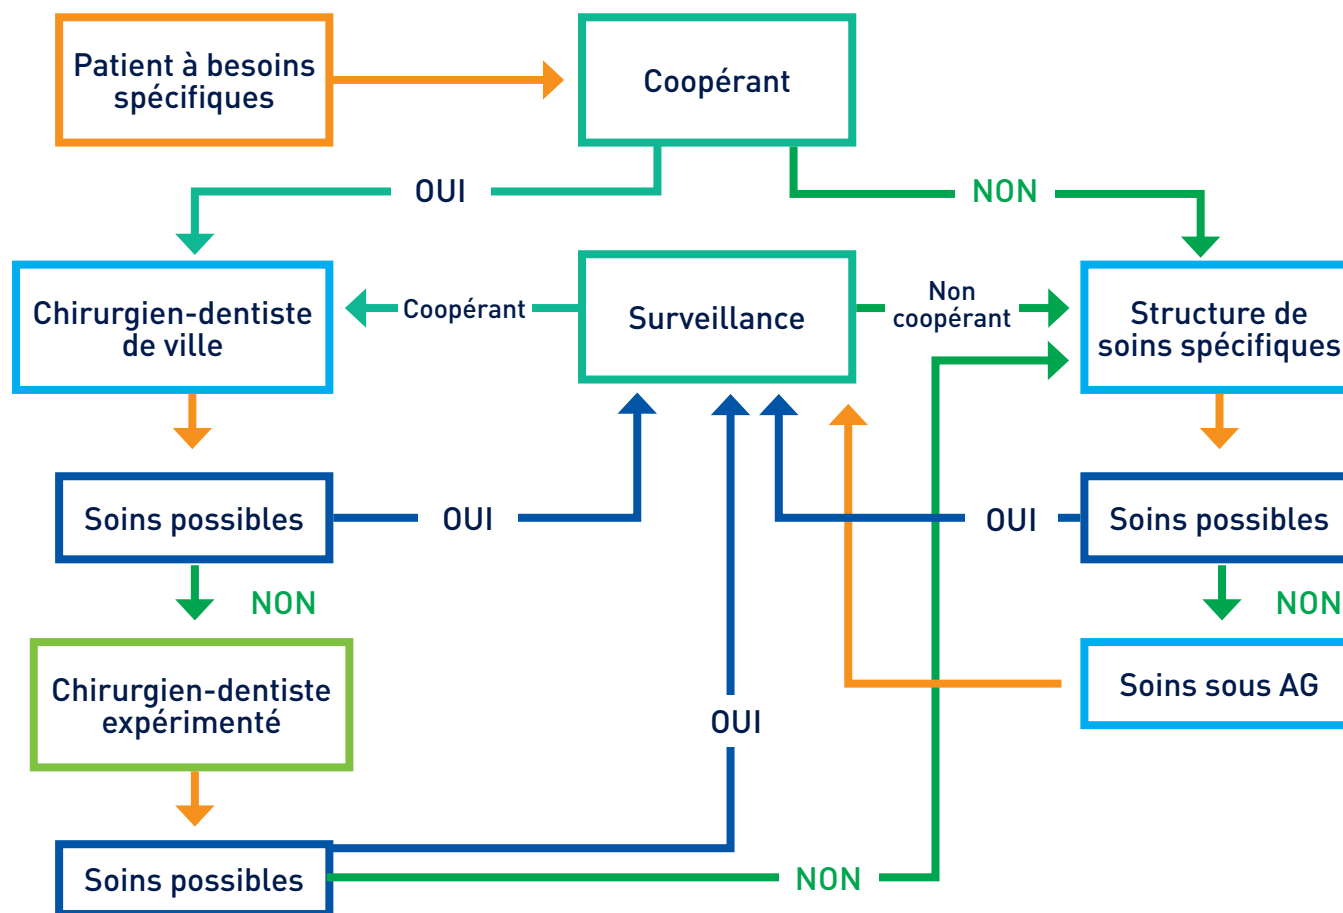 Patient à besoins
spécifiques
Coopérant
OUI
NON
Chirurgien-dentiste
de ville
Coopérant
Surveillance
Non
coopérant
Structure de
soins spécifiques
Soins possibles
OUI
OUI
Soins possibles
NON
NON
Chirurgien-dentiste
expérimenté
Soins sous AG
OUI
Soins possibles
NON